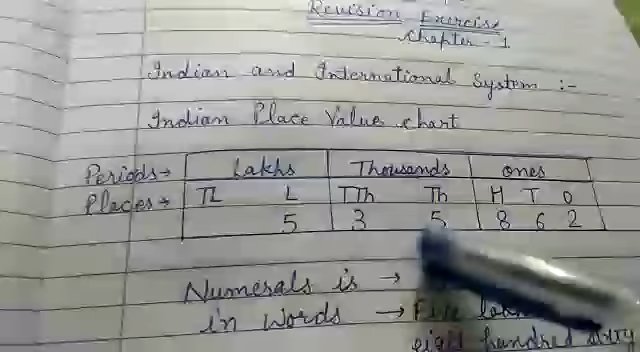 Revision Exercise
Chapter-1
Indian and International System :-
Indian Place Value chart
Periods→ Lakhs Thousands ones
Places→ TL L TTh Th H T O
5 3 5 8 6 2
Numerals is →
in Words → Five
eight hundred sixty